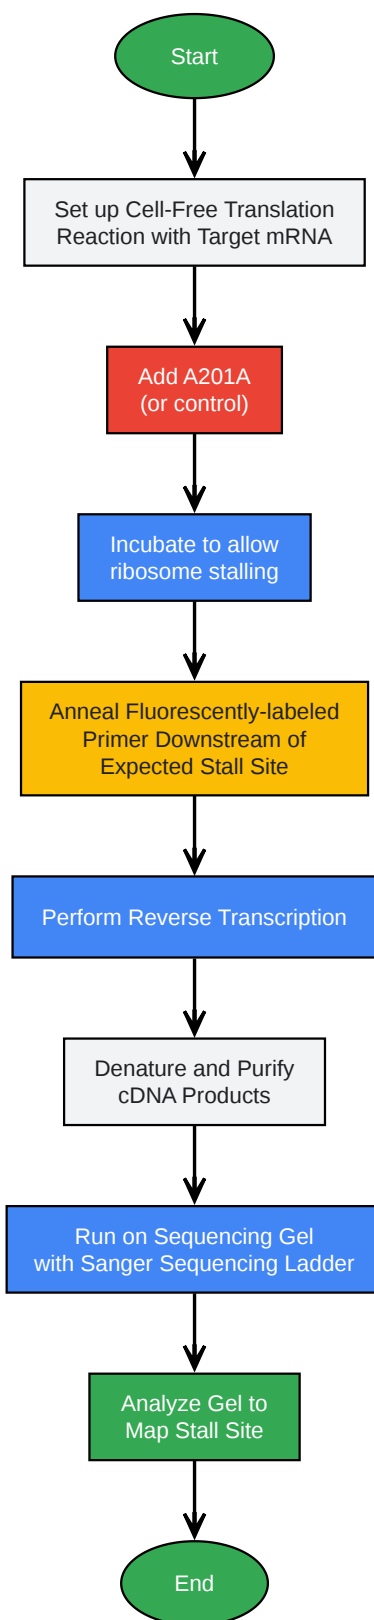 Start
Set up Cell-Free Translation
Reaction with Target mRNA
Add A201A
(or control)
Incubate to allow
ribosome stalling
Anneal Fluorescently-labeled
Primer Downstream of
Expected Stall Site
Perform Reverse Transcription
Denature and Purify
cDNA Products
Run on Sequencing Gel
with Sanger Sequencing Ladder
Analyze Gel to
Map Stall Site
End